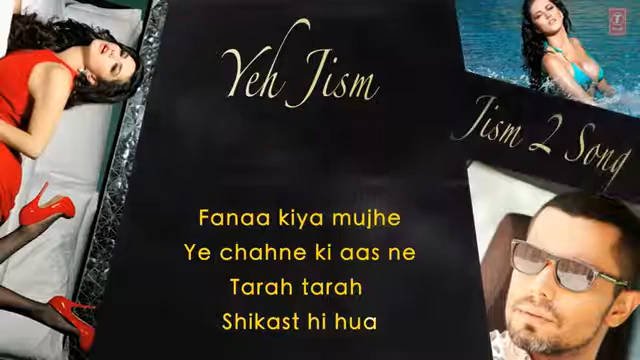 Yeh Jism
Jism 2 Song
Fanaa kiya mujhe
Ye chahne ki aas ne
Tarah tarah
Shikast hi hua